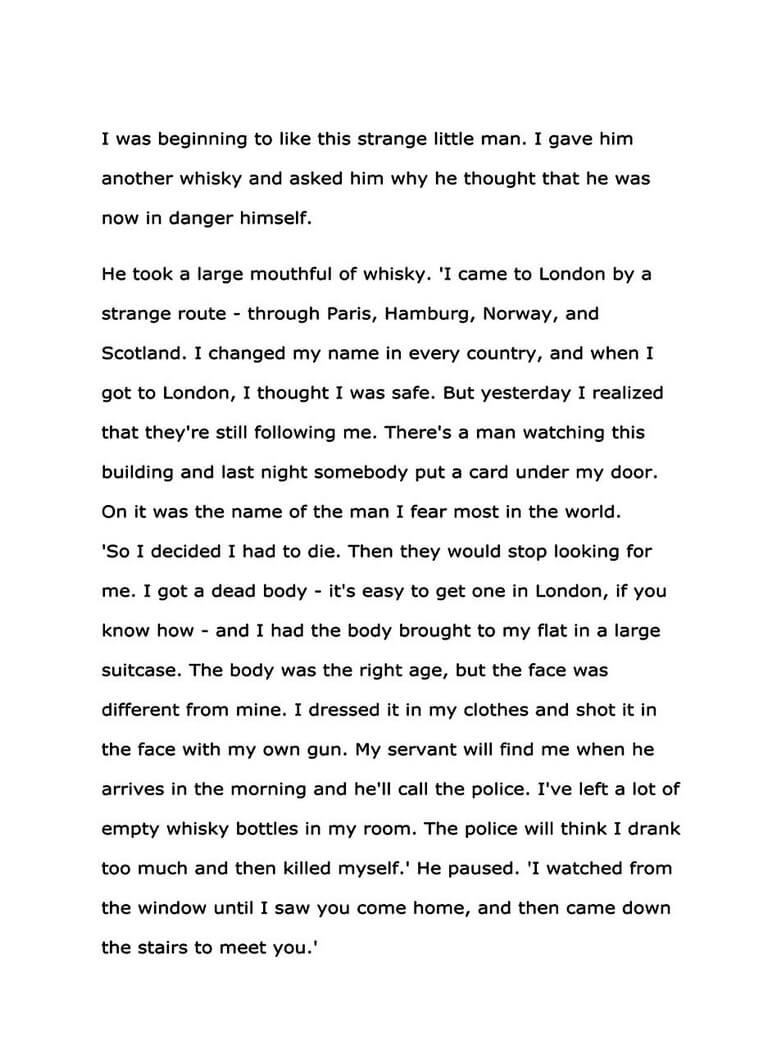 I was beginning to like this strange little man. I gave him
another whisky and asked him why he thought that he was
now in danger himself.
He took a large mouthful of whisky. 'I came to London by a
strange route - through Paris, Hamburg, Norway, and
Scotland. I changed my name in every country, and when I
got to London, I thought I was safe. But yesterday I realized
that they're still following me. There's a man watching this
building and last night somebody put a card under my door.
On it was the name of the man I fear most in the world.
'So I decided I had to die. Then they would stop looking for
me. I got a dead body - it's easy to get one in London, if you
know how - and I had the body brought to my flat in a large
suitcase. The body was the right age, but the face was
different from mine. I dressed it in my clothes and shot it in
the face with my own gun. My servant will find me when he
arrives in the morning and he'll call the police. I've left a lot of
empty whisky bottles in my room. The police will think I drank
too much and then killed myself.' He paused. 'I watched from
the window until I saw you come home, and then came down
the stairs to meet you.'